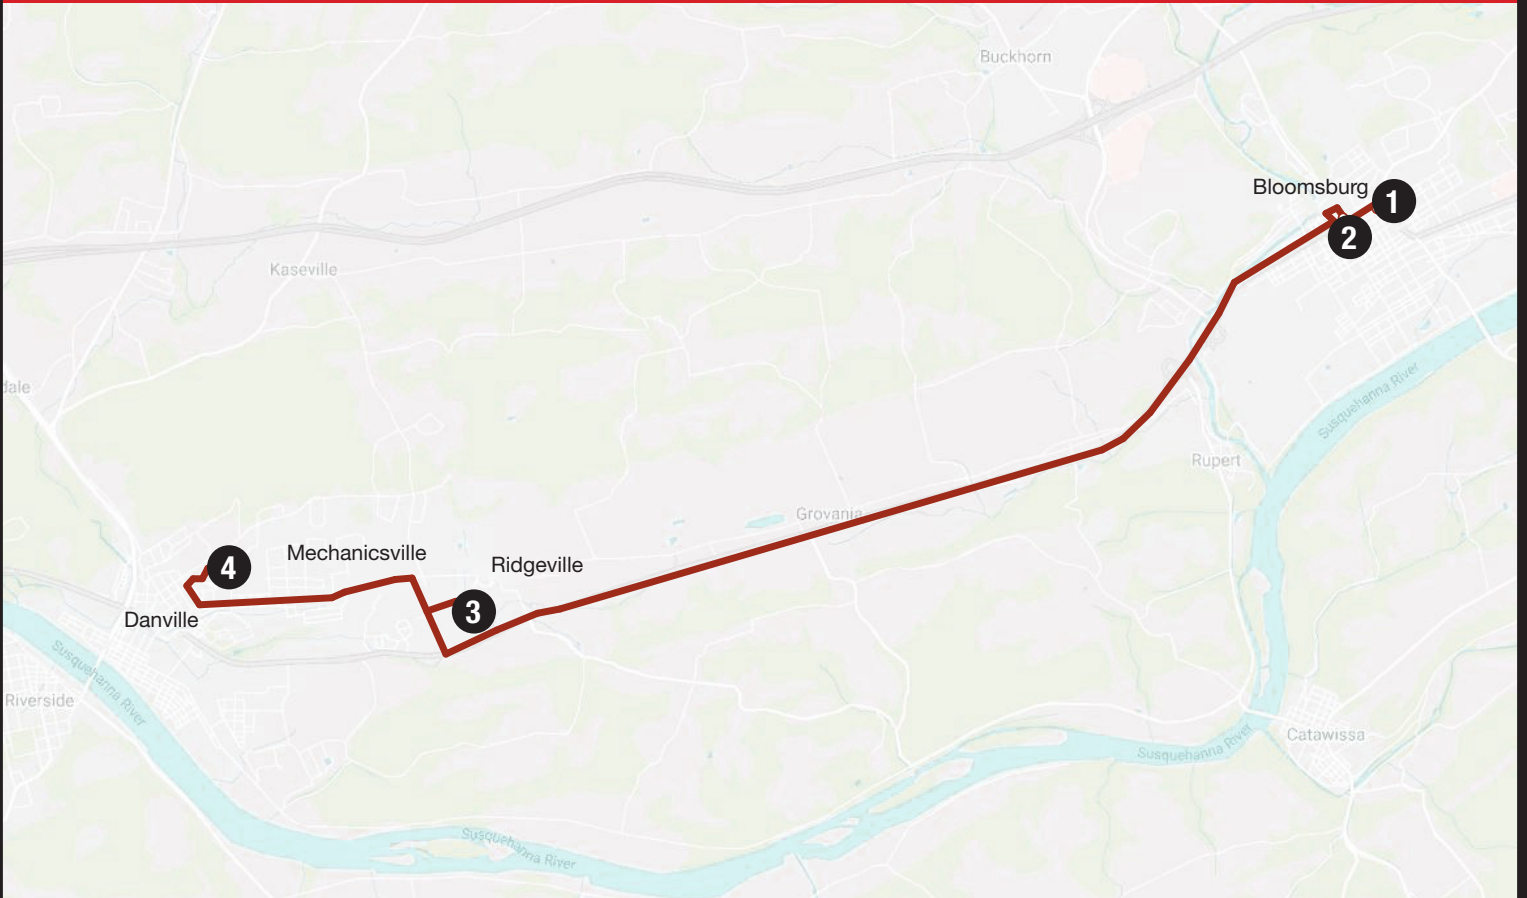 Buckhorn
Bloomsburg
1
2
Kaseville
dale
Susquehanna River
Rupert
Grovania
Mechanicsville
Ridgeville
4
3
Danville
Susquehanna River
Riverside
Catawissa
Susquehanna River
Susquehanna River